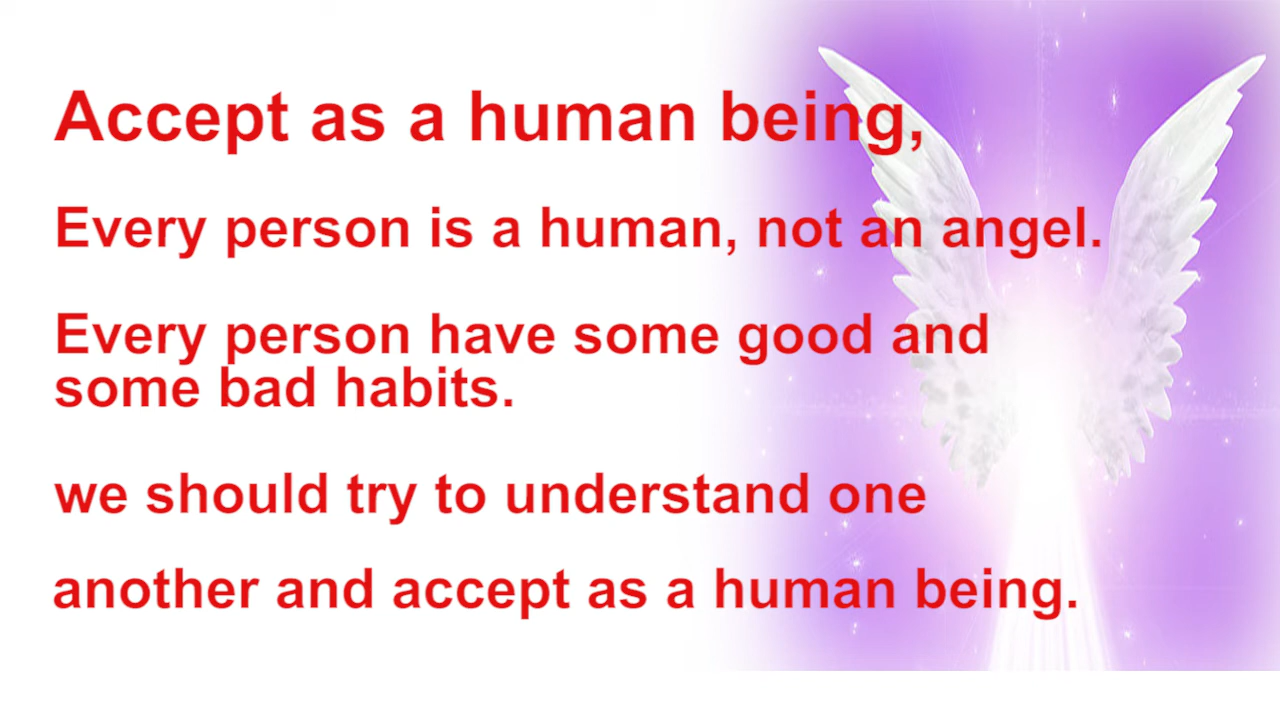 Accept as a human being,
Every person is a human, not an angel.
Every person have some good and
some bad habits.
we should try to understand one
another and accept as a human being.